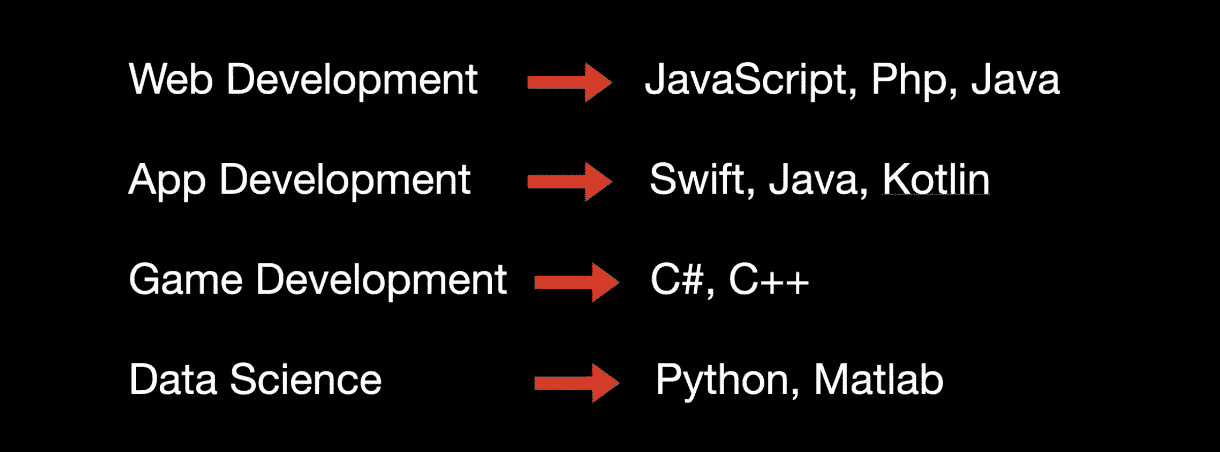 Web Development JavaScript, Php, Java
App Development Swift, Java, Kotlin
Game Development C#, C++
Data Science Python, Matlab